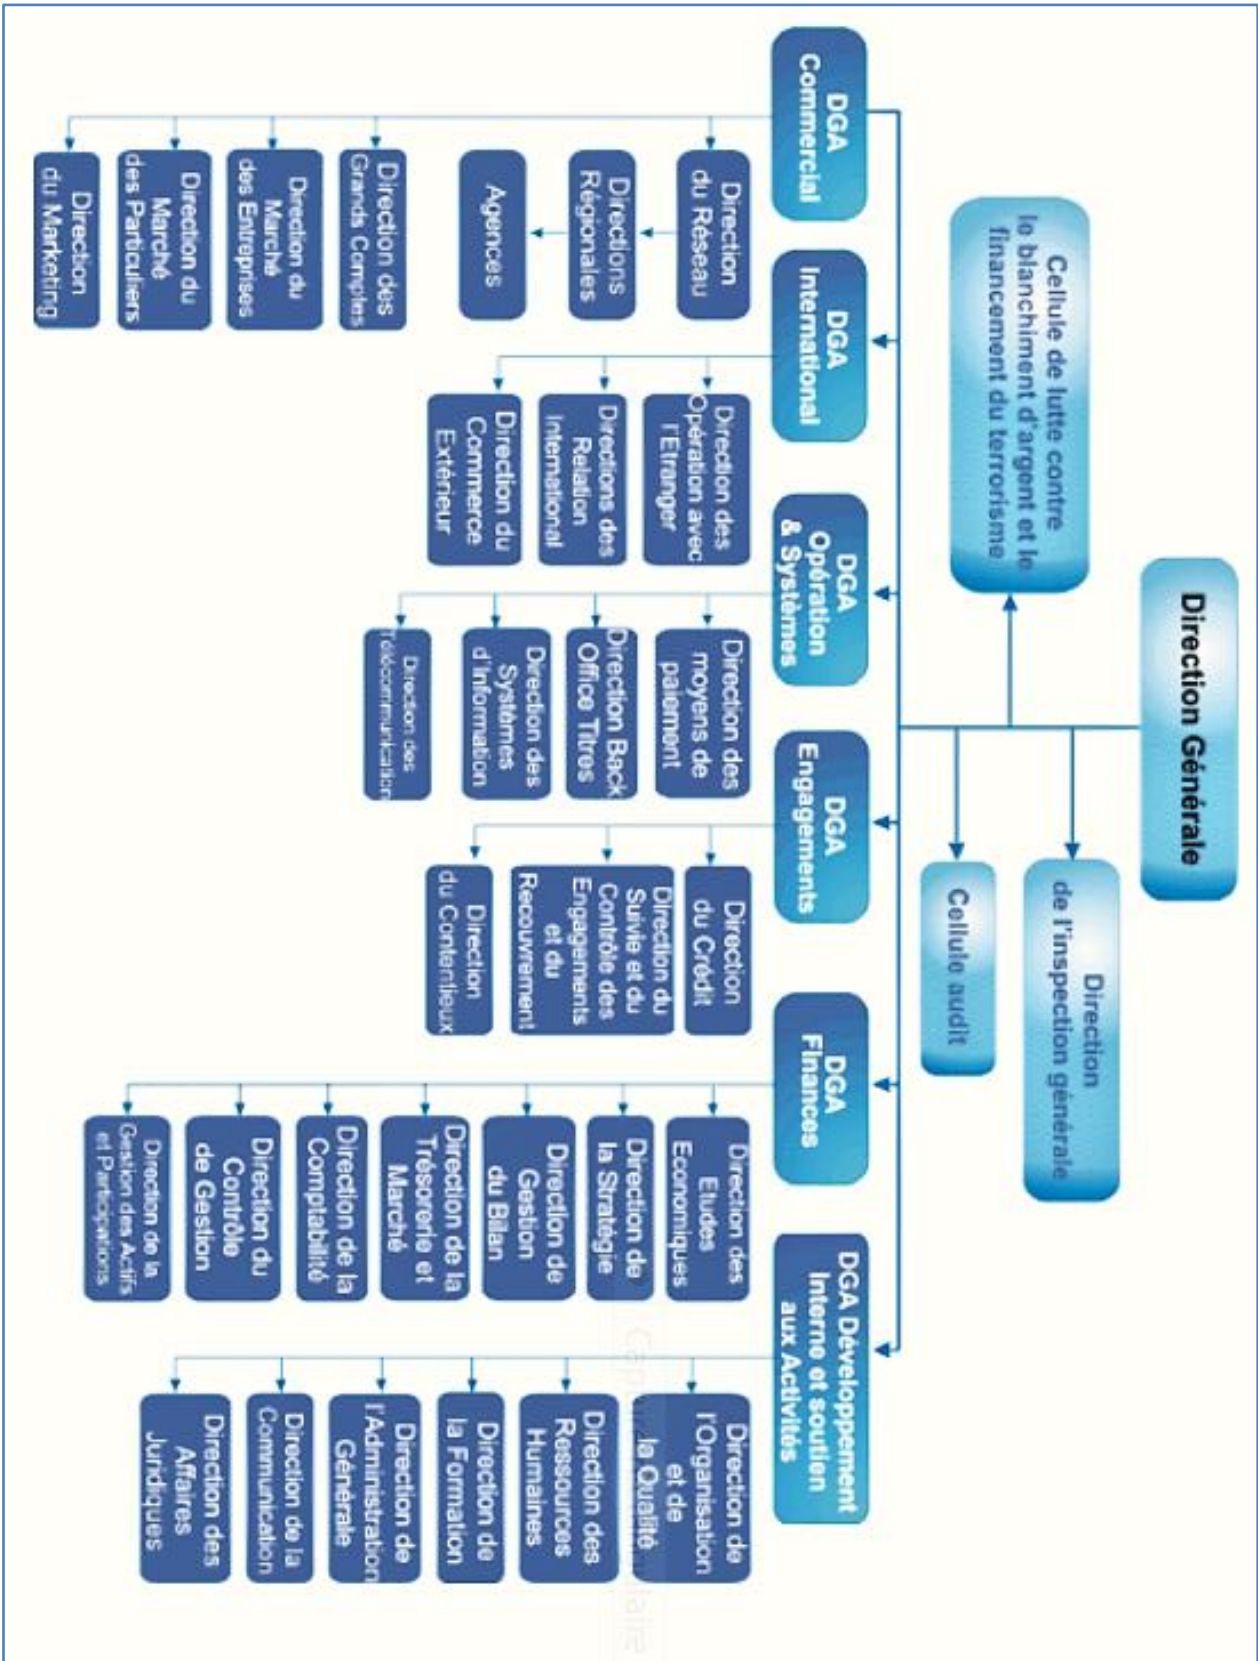 Direction Générale
Direction
de l'inspection générale
Cellule audit
Cellule de lutte contre
le blanchiment d'argent et le
financement du terrorisme
DGA
Commercial
Direction
du Réseau
Directions
Régionales
Agences
Direction des
Grands Comptes
Direction du
Marché
des Entreprises
Direction du
Marché
des Particuliers
Direction
du Marketing
DGA
International
Direction des
Opération avec
l'Etranger
Directions des
Relation
International
Direction du
Commerce
Extérieur
DGA
Opération
& Systèmes
Direction des
moyens de
paiement
Direction Back
Office Titres
Direction des
Systèmes
d'Information
Direction des
Télécommunication
DGA
Engagements
Direction
du Crédit
Direction du
Suivie et du
Contrôle des
Engagements
et du
Recouvrement
Direction
du Contentieux
DGA
Finances
Direction des
Etudes
Economiques
Direction de
la Stratégie
Direction de
Gestion
du Bilan
Direction de la
Trésorerie et
Marché
Direction de la
Comptabilité
Direction du
Contrôle
de Gestion
Direction de la
Gestion des Actifs
et Participations
DGA Développement
Interne et soutien
aux Activités
Direction de
l'Organisation
et de
la Qualité
Direction des
Ressources
Humaines
Direction de
la Formation
Direction de
l'Administration
Générale
Direction de la
Communication
Direction des
Affaires
Juridiques